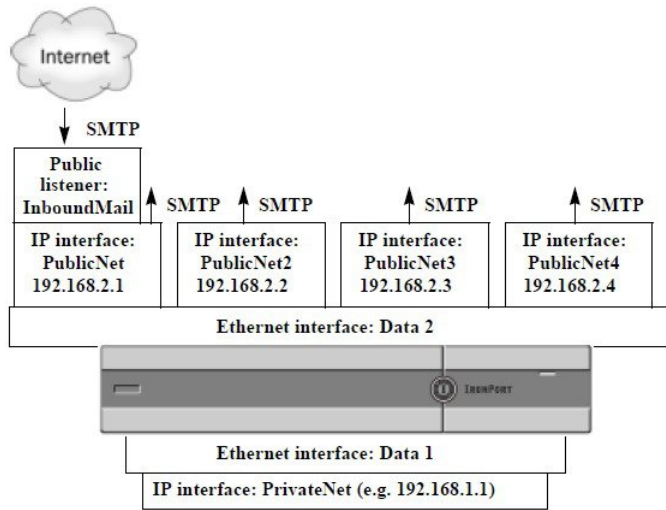 Internet
SMTP
Public
listener:
InboundMail
SMTP
SMTP
SMTP
SMTP
IP interface:
PublicNet
192.168.2.1
IP interface:
PublicNet2
192.168.2.2
IP interface:
PublicNet3
192.168.2.3
IP interface:
PublicNet4
192.168.2.4
Ethernet interface: Data 2
IRONPORT
Ethernet interface: Data 1
IP interface: PrivateNet (e.g. 192.168.1.1)